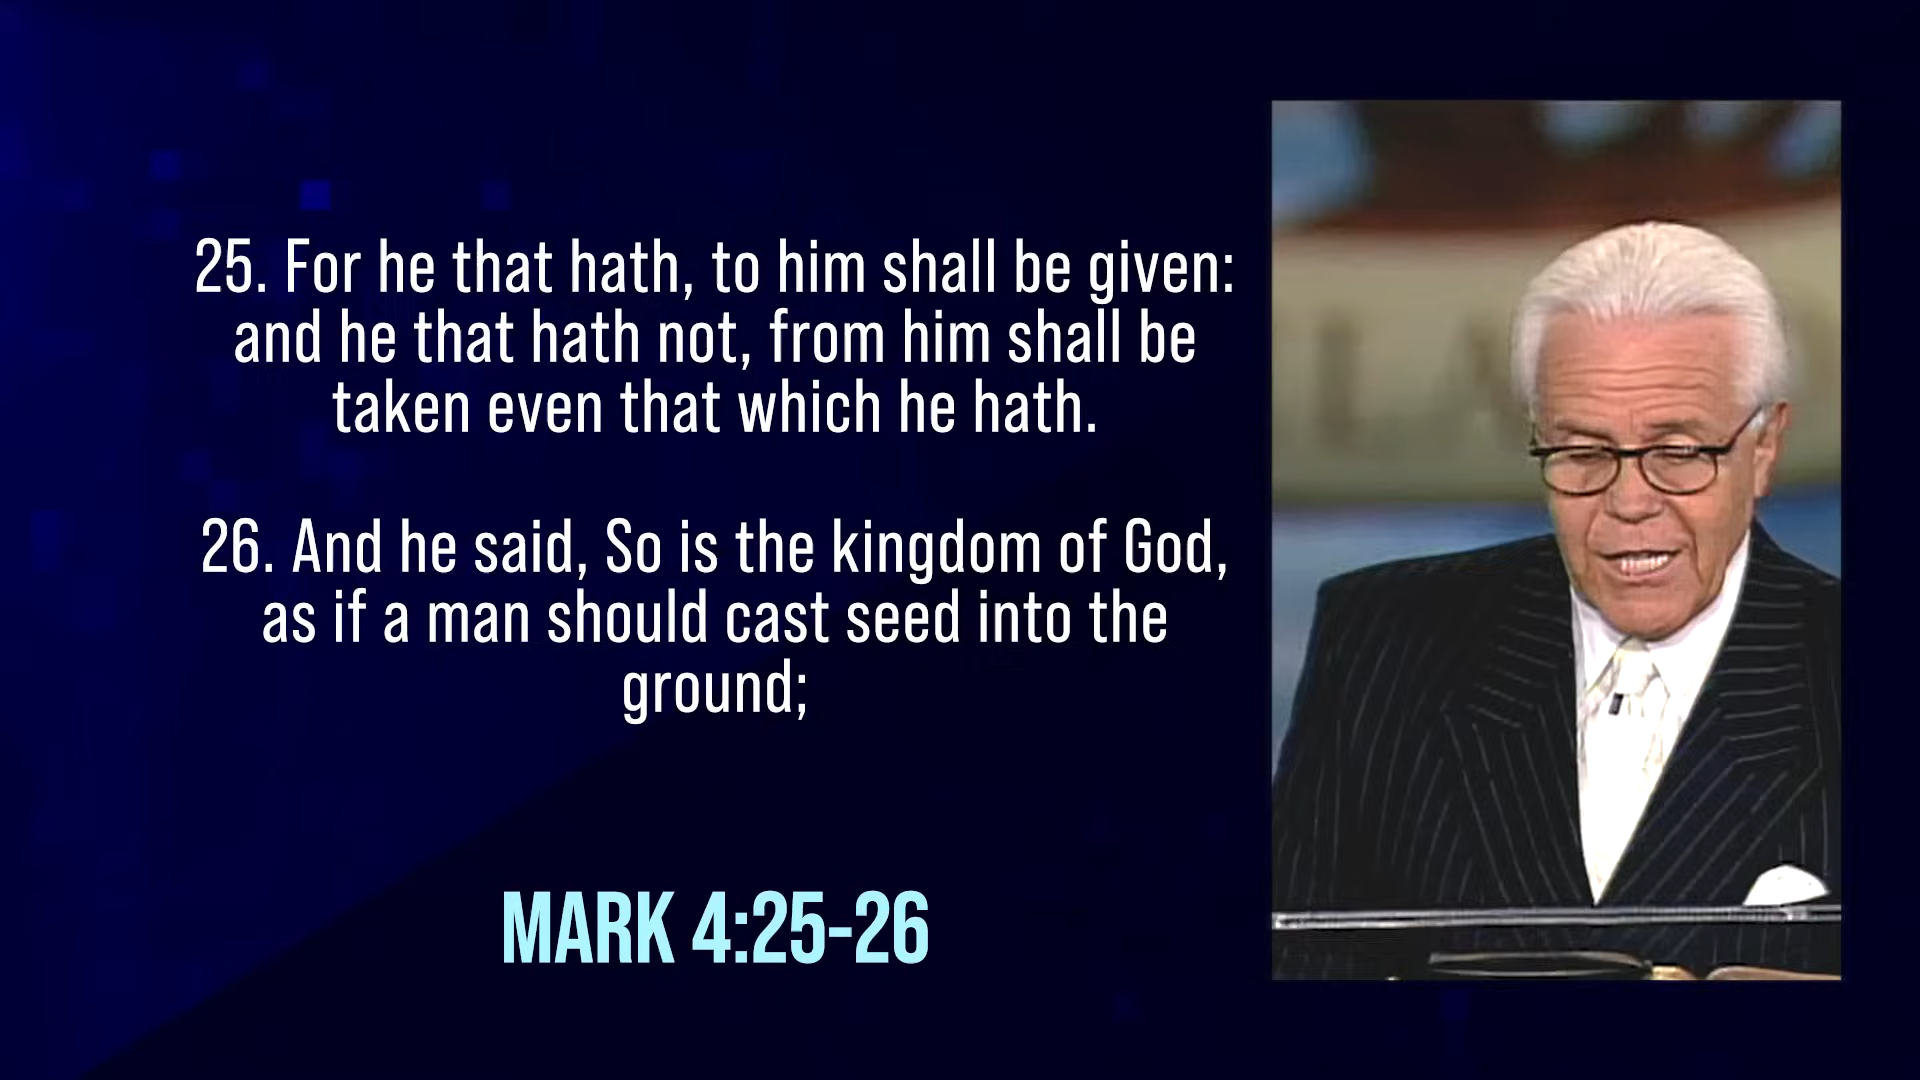 25. For he that hath, to him shall be given:
and he that hath not, from him shall be
taken even that which he hath.
26. And he said, So is the kingdom of God,
as if a man should cast seed into the
ground;
MARK 4:25-26